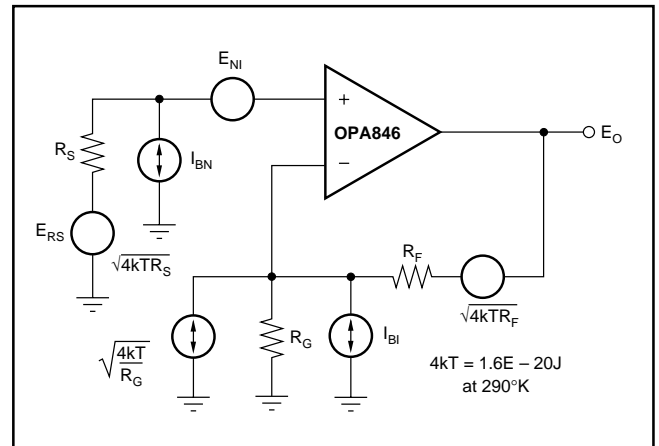 E_NI
+
OPA846
−
E_O
R_S
I_BN
E_RS
√4kTR_S
R_F
√4kTR_F
√4kT/R_G
R_G
I_BI
4kT = 1.6E – 20J
at 290°K